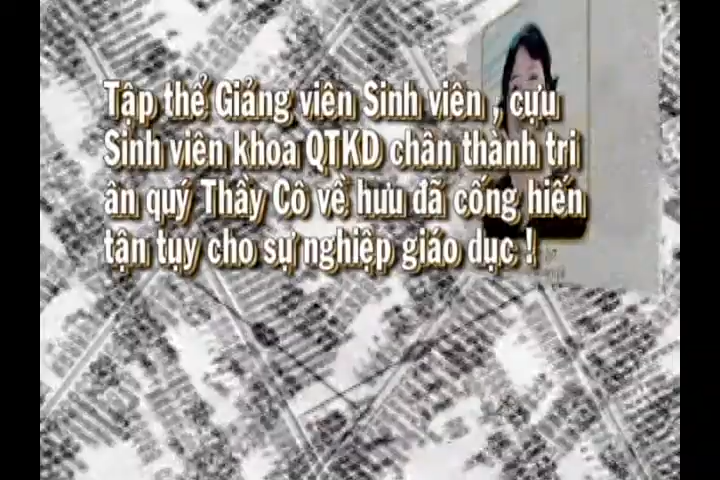 Tập thể Giảng viên Sinh viên , cựu
Sinh viên khoa QTKD chân thành tri
ân quý Thầy Cô về hưu đã cống hiến
tận tụy cho sự nghiệp giáo dục !